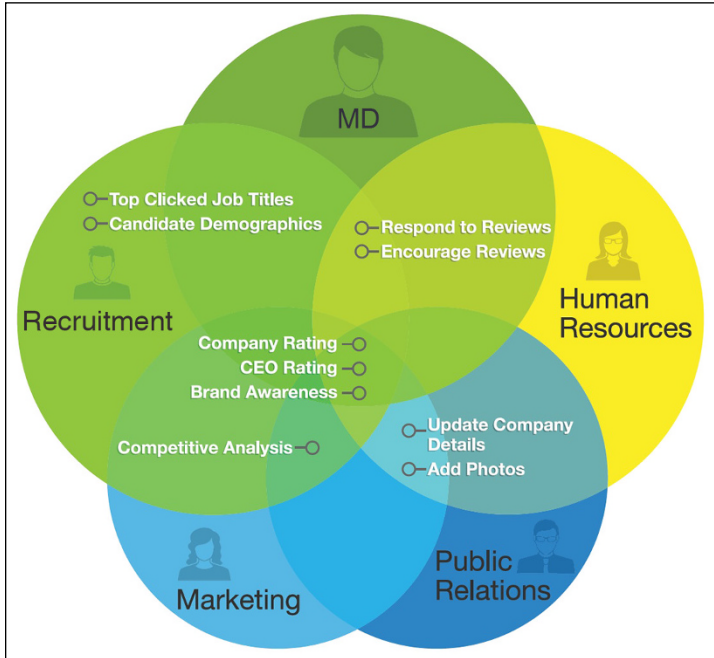 MD
Top Clicked Job Titles
Candidate Demographics
Respond to Reviews
Encourage Reviews
Recruitment
Human
Resources
Company Rating
CEO Rating
Brand Awareness
Competitive Analysis
Update Company
Details
Add Photos
Marketing
Public
Relations